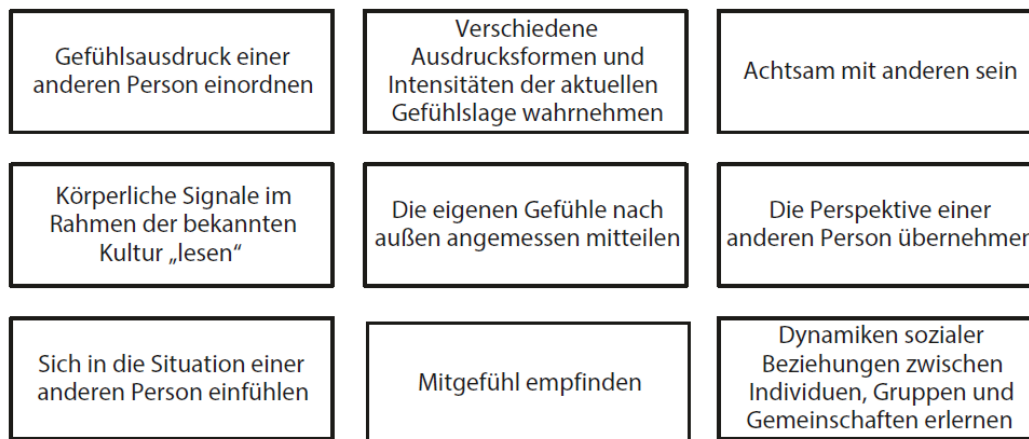 Gefühlsausdruck einer
anderen Person einordnen
Verschiedene
Ausdrucksformen und
Intensitäten der aktuellen
Gefühlslage wahrnehmen
Achtsam mit anderen sein
Körperliche Signale im
Rahmen der bekannten
Kultur „lesen“
Die eigenen Gefühle nach
außen angemessen mitteilen
Die Perspektive einer
anderen Person übernehmen
Sich in die Situation einer
anderen Person einfühlen
Mitgefühl empfinden
Dynamiken sozialer
Beziehungen zwischen
Individuen, Gruppen und
Gemeinschaften erlernen